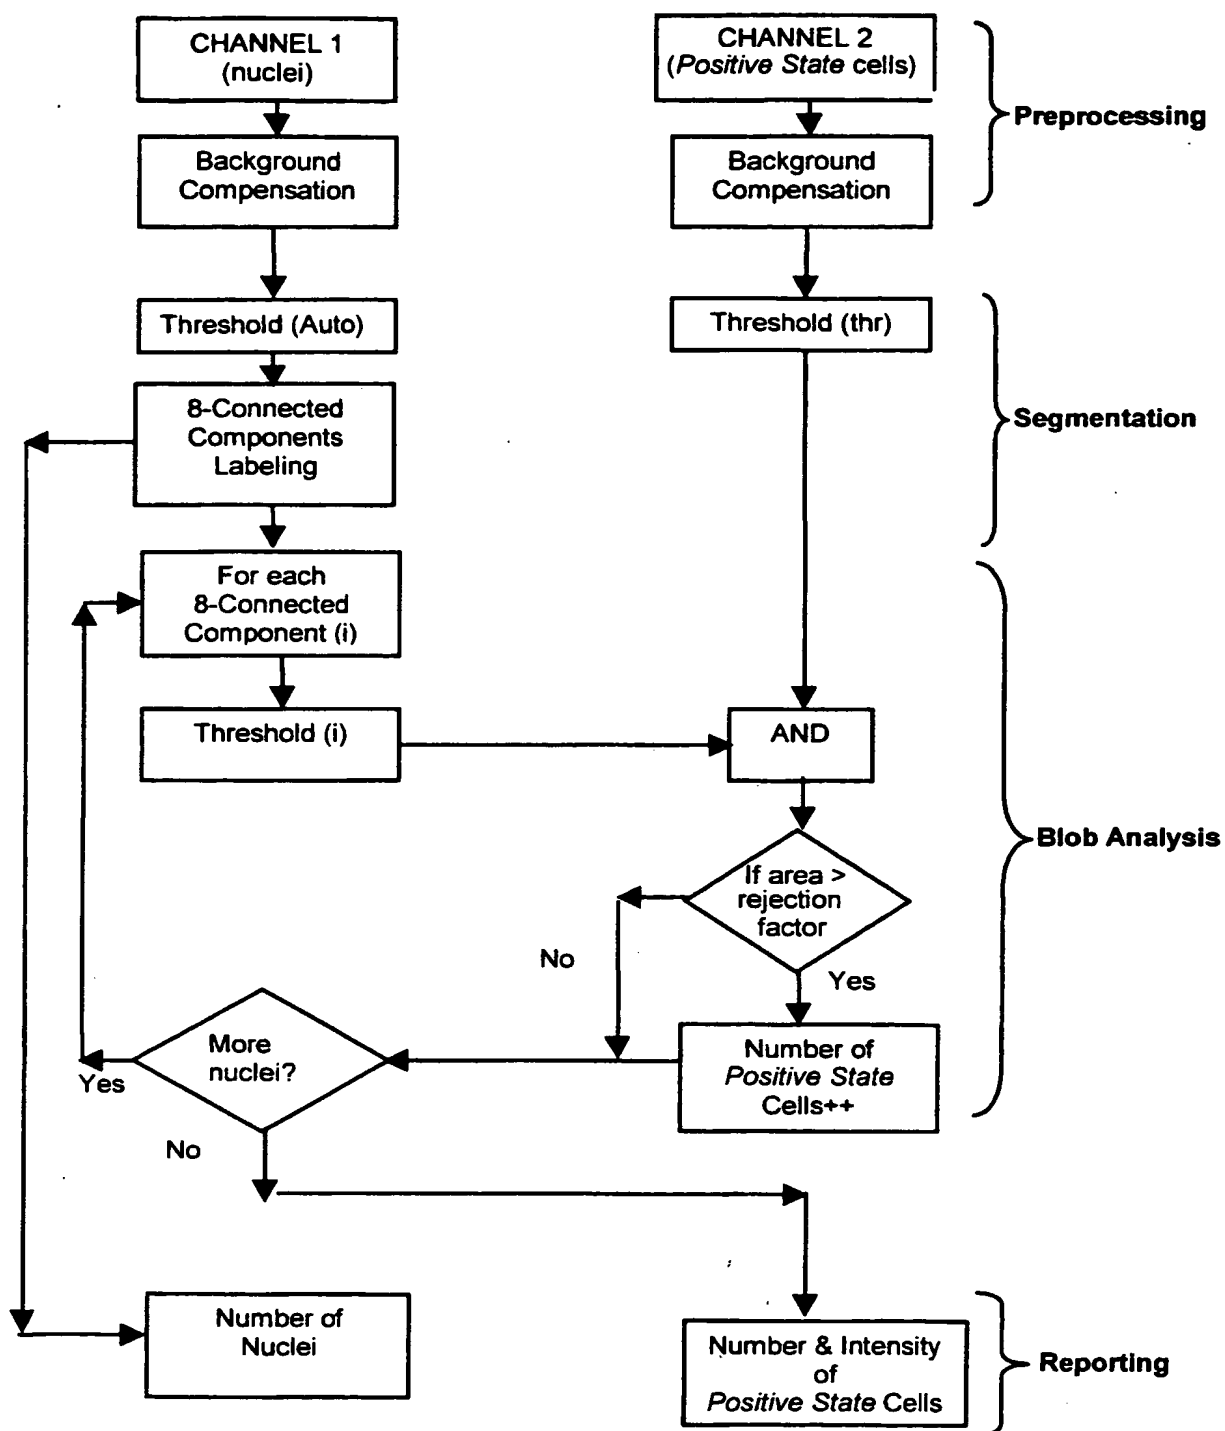 CHANNEL 1
(nuclei)
CHANNEL 2
(Positive State cells)
Preprocessing
Background
Compensation
Background
Compensation
Threshold (Auto)
Threshold (thr)
8-Connected
Components
Labeling
Segmentation
For each
8-Connected
Component (i)
Threshold (i)
AND
Blob Analysis
If area >
rejection
factor
No
Yes
More
nuclei?
Yes
No
Number of
Positive State
Cells++
Number of
Nuclei
Number & Intensity
of
Positive State Cells
Reporting